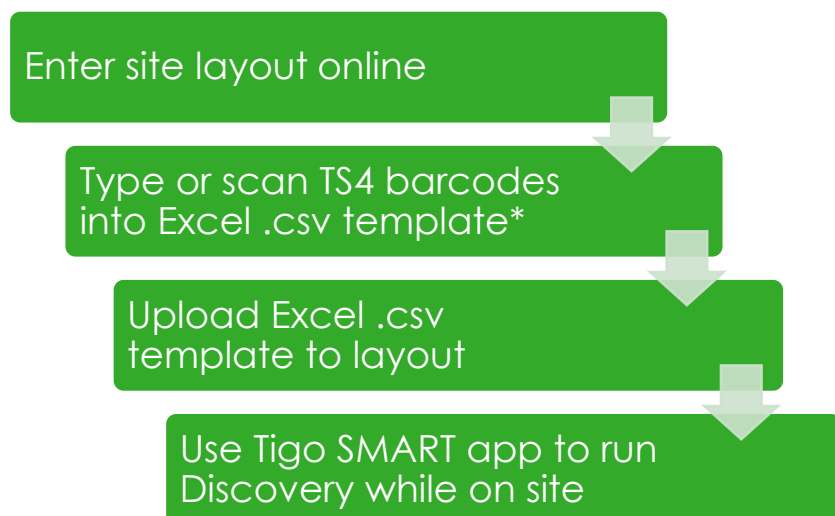 Enter site layout online
Type or scan TS4 barcodes
into Excel .csv template*
Upload Excel .csv
template to layout
Use Tigo SMART app to run
Discovery while on site